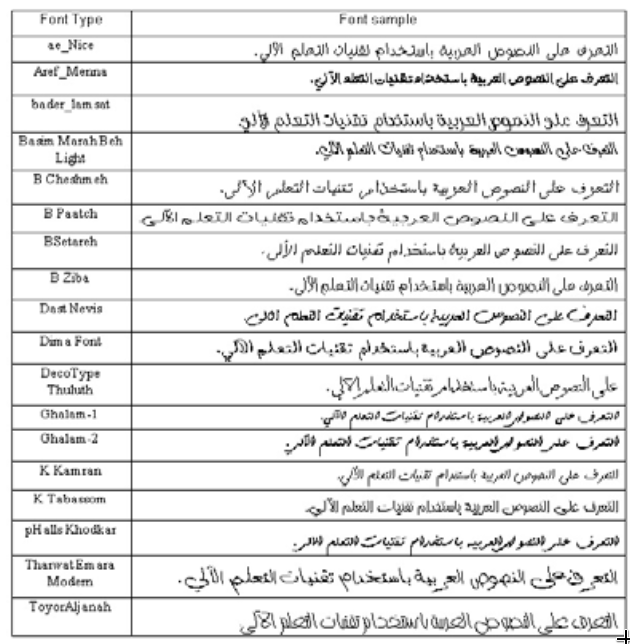 Font Type Font sample
ae_Nice التعرف على النصوص العربية باستخدام تقنيات التعلم الآلي.
Aref_Menna التعرف على النصوص العربية باستخدام تقنيات التعلم الآلي.
bader_lamsat التعرف على النصوص العربية باستخدام تقنيات التعلم الآلي
Basim Marah Beh
Light التعرف على النصوص العربية باستخدام تقنيات التعلم الآلي.
B Cheshmeh التعرف على النصوص العربية باستخدام تقنيات التعلم الآلي.
B Paatch التعرف على النصوص العربية باستخدام تقنيات التعلم الآلي
BSetareh التعرف على النصوص العربية باستخدام تقنيات التعلم الآلي.
B Ziba التعرف على النصوص العربية باستخدام تقنيات التعلم الآلي.
Dast Nevis التعرف على النصوص العربية باستخدام تقنيات التعلم الآلي
Dima Font التعرف على النصوص العربية باستخدام تقنيات التعلم الآلي.
DecoType
Thuluth على النصوص العربية باستخدام تقنيات التعلم الآلي.
Ghalam-1 التعرف على النصوص العربية باستخدام تقنيات التعلم الآلي.
Ghalam-2 التعرف على النصوص العربية باستخدام تقنيات التعلم الآلي.
K Kamran التعرف على النصوص العربية باستخدام تقنيات التعلم الآلي.
K Tabassom التعرف على النصوص العربية باستخدام تقنيات التعلم الآلي.
pHalls Khodkar التعرف على النصوص العربية باستخدام تقنيات التعلم الآلي.
Tharwat Emara
Modern التعرف على النصوص العربية باستخدام تقنيات التعلم الآلي.
ToyorAljanah التعرف على النصوص العربية باستخدام تقنيات التعلم الآلي